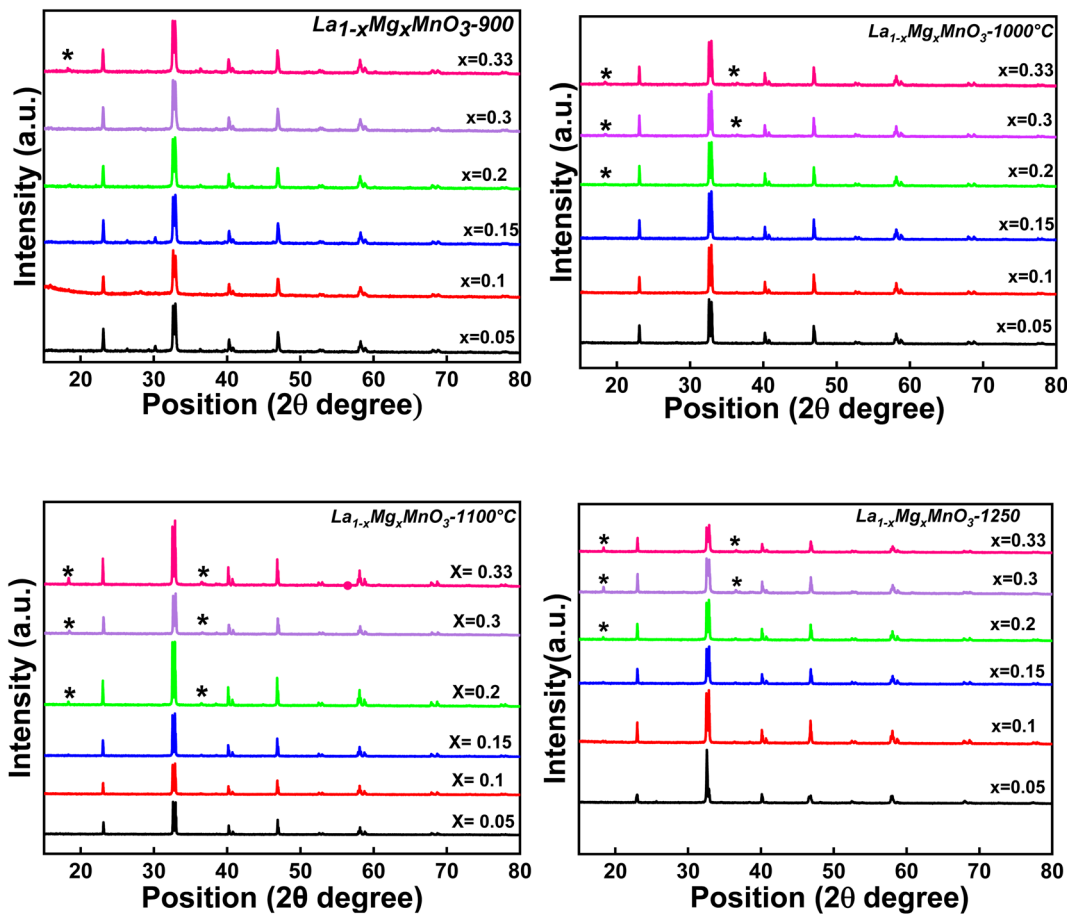 La1-xMgxMnO3-900
*
x=0.33
x=0.3
x=0.2
x=0.15
x=0.1
x=0.05
Intensity (a.u.)
20 30 40 50 60 70 80
Position (2θ degree)
La1-xMgxMnO3-1000°C
x=0.33
* *
x=0.3
* *
x=0.2
*
x=0.15
x=0.1
x=0.05
Intensity (a.u.)
20 30 40 50 60 70 80
Position (2θ degree)
La1-xMgxMnO3-1100°C
* *
X= 0.33
* *
X=0.3
X=0.2
* *
X= 0.15
X= 0.1
X= 0.05
Intensity (a.u.)
20 30 40 50 60 70 80
Position (2θ degree)
La1-xMgxMnO3-1250
* *
x=0.33
* *
x=0.3
*
x=0.2
x=0.15
x=0.1
x=0.05
Intensity(a.u.)
20 30 40 50 60 70 80
Position (2θ degree)